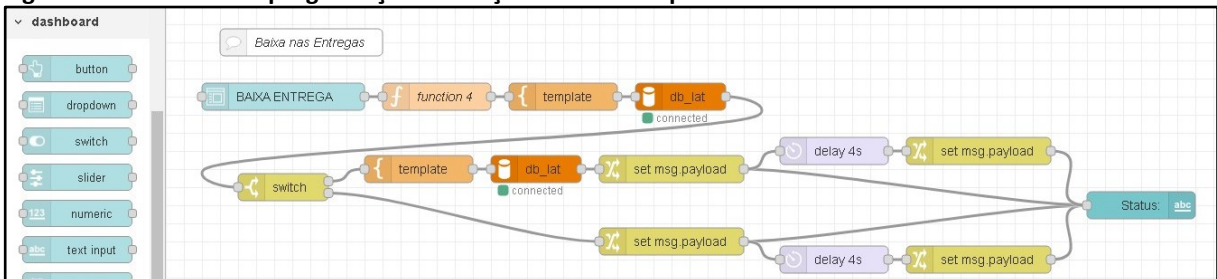 dashboard
button
dropdown
switch
slider
123 numeric
abc text input
Baixa nas Entregas
BAIXA ENTREGA
f function 4
{ template
db_lat
connected
switch
{ template
db_lat
connected
set msg.payload
delay 4s
set msg.payload
set msg.payload
delay 4s
set msg.payload
Status: abc